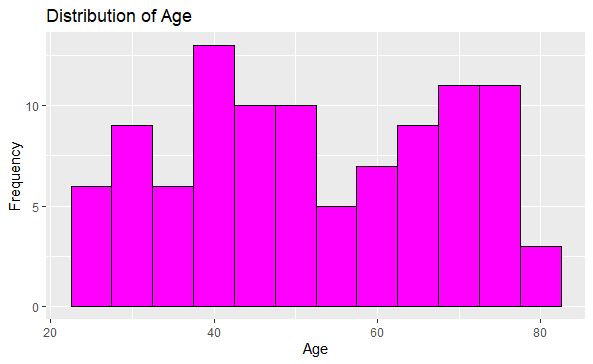 Distribution of Age
Frequency
10
5
0
20 40 60 80
Age